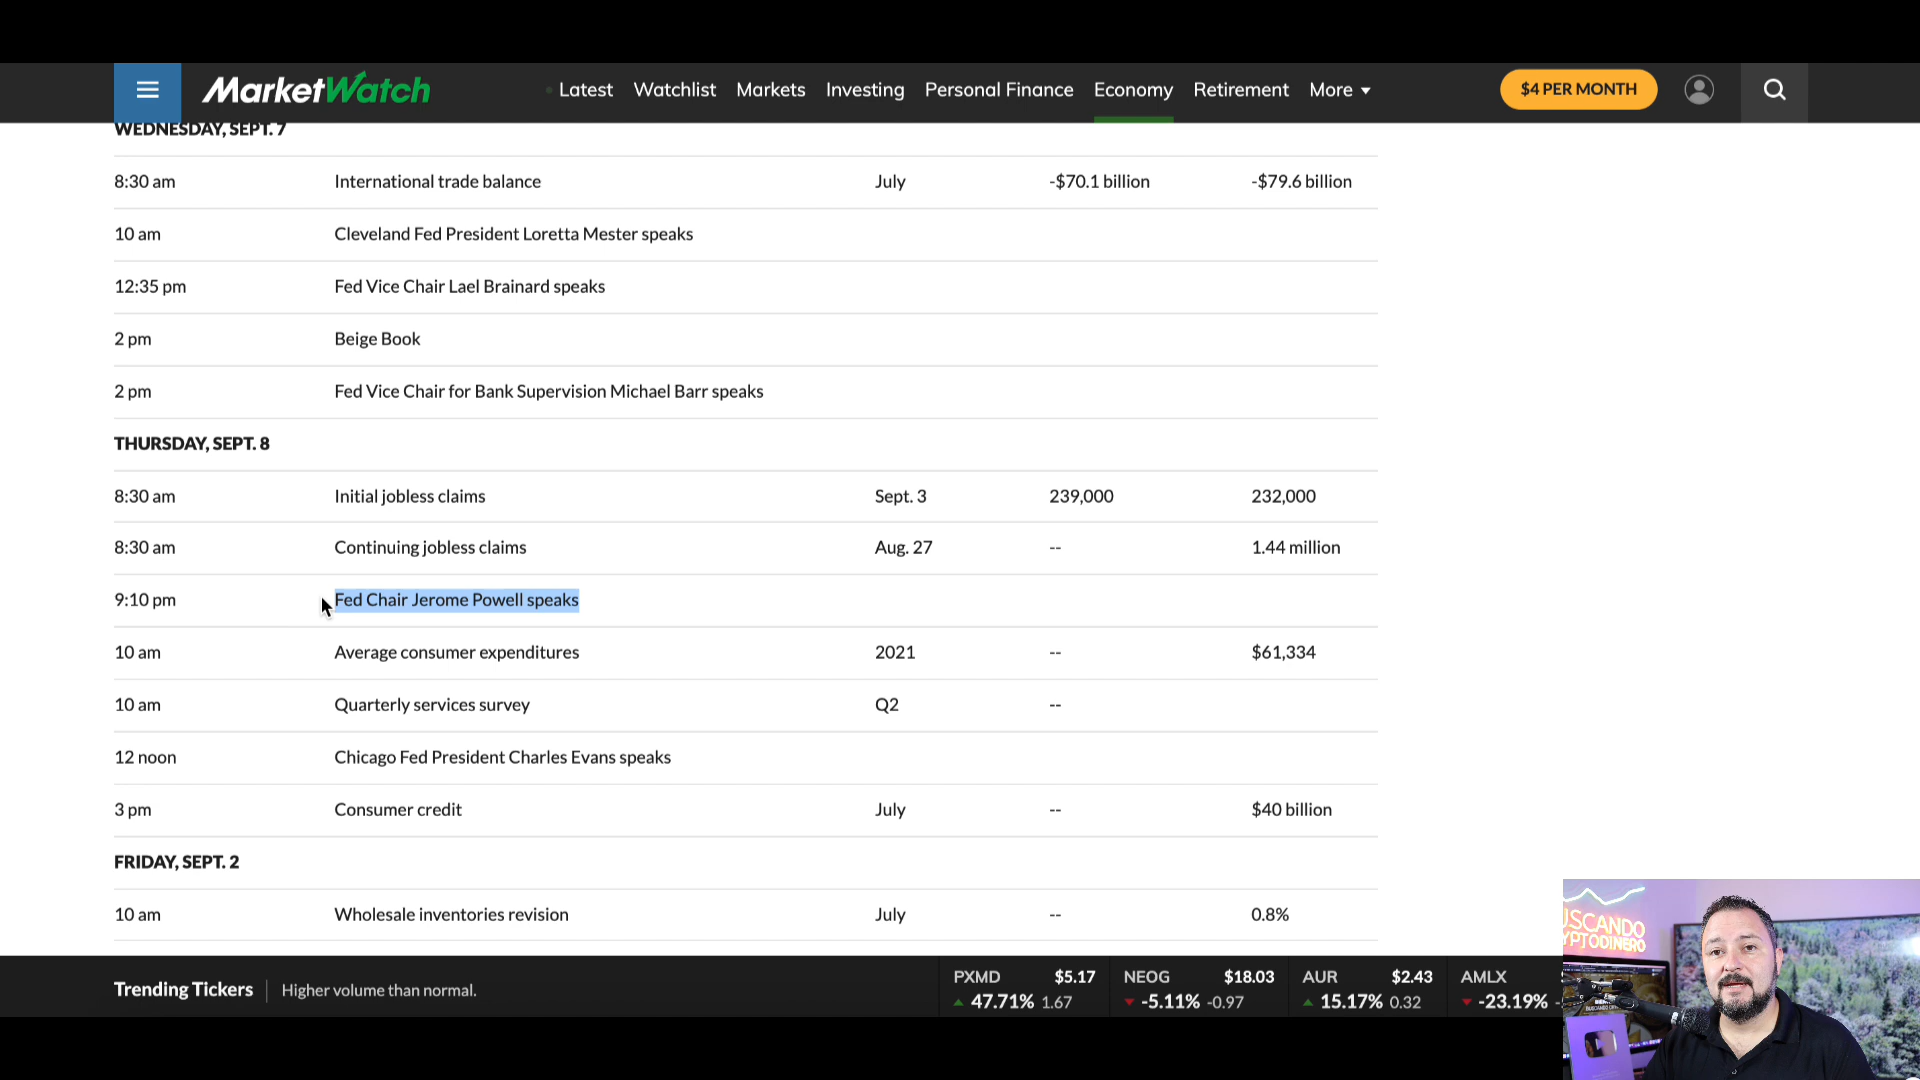 MarketWatch
Latest Watchlist Markets Investing Personal Finance Economy Retirement More
$4 PER MONTH
WEDNESDAY, SEPT. 7
8:30 am International trade balance July -$70.1 billion -$79.6 billion
10 am Cleveland Fed President Loretta Mester speaks
12:35 pm Fed Vice Chair Lael Brainard speaks
2 pm Beige Book
2 pm Fed Vice Chair for Bank Supervision Michael Barr speaks
THURSDAY, SEPT. 8
8:30 am Initial jobless claims Sept. 3 239,000 232,000
8:30 am Continuing jobless claims Aug. 27 -- 1.44 million
9:10 pm Fed Chair Jerome Powell speaks
10 am Average consumer expenditures 2021 -- $61,334
10 am Quarterly services survey Q2 --
12 noon Chicago Fed President Charles Evans speaks
3 pm Consumer credit July -- $40 billion
FRIDAY, SEPT. 2
10 am Wholesale inventories revision July -- 0.8%
USCANDO
YPTODINERO
Trending Tickers Higher volume than normal.
PXMD $5.17 NEOG $18.03 AUR $2.43 AMLX
47.71% 1.67 -5.11% -0.97 15.17% 0.32 -23.19% -